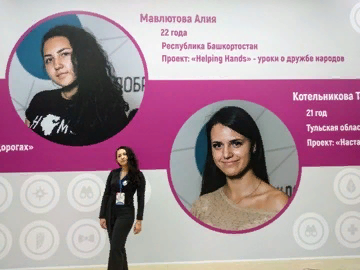 Мавлютова Алия
22 года
Республика Башкортостан
Проект: «Helping Hands» - уроки о дружбе народов
ДОБР
Котельникова Т
21 год
Тульская облас
Проект: «Наста
дорогах»